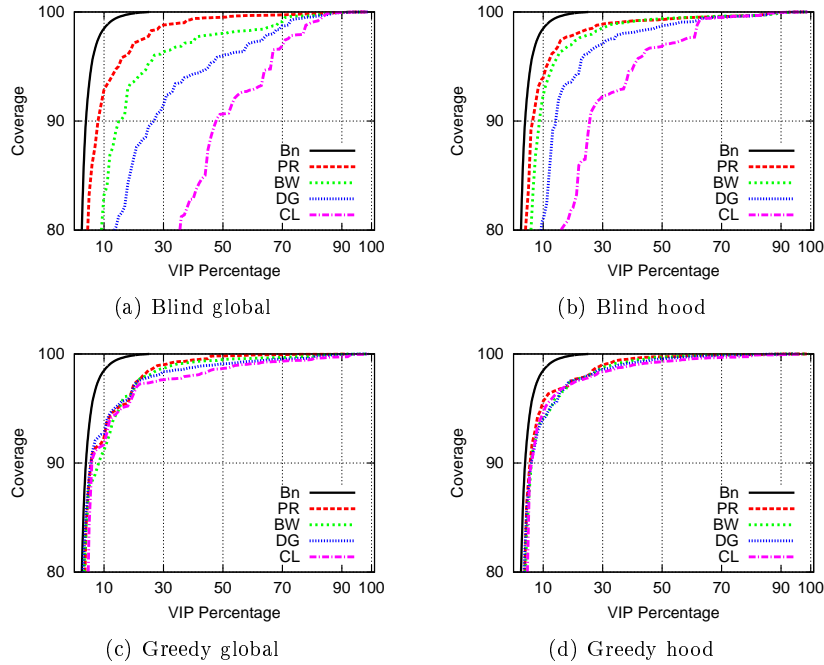 100
90
80
Coverage
10 30 50 70 90 100
VIP Percentage
Bn
PR
BW
DG
CL
(a) Blind global
100
90
80
Coverage
10 30 50 70 90 100
VIP Percentage
Bn
PR
BW
DG
CL
(b) Blind hood
100
90
80
Coverage
10 30 50 70 90 100
VIP Percentage
Bn
PR
BW
DG
CL
(c) Greedy global
100
90
80
Coverage
10 30 50 70 90 100
VIP Percentage
Bn
PR
BW
DG
CL
(d) Greedy hood